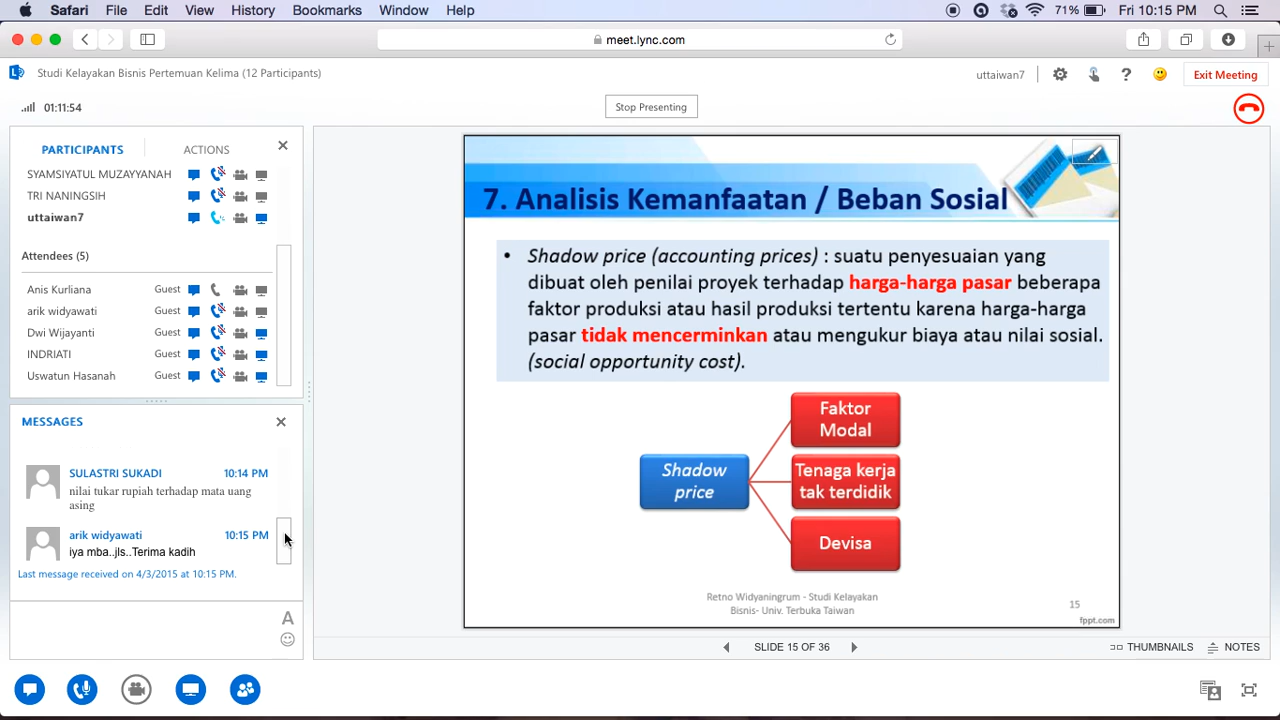 Safari File Edit View History Bookmarks Window Help 71% Fri 10:15 PM
meet.lync.com
Studi Kelayakan Bisnis Pertemuan Kelima (12 Participants)
uttaiwan7
? Exit Meeting
01:11:54
Stop Presenting
PARTICIPANTS ACTIONS
SYAMSIYATUL MUZAYYANAH
TRI NANINGSIH
uttaiwan7
Attendees (5)
Anis Kurliana Guest
arik widyawati Guest
Dwi Wijayanti Guest
INDRIATI Guest
Uswatun Hasanah Guest
MESSAGES
SULASTRI SUKADI 10:14 PM
nilai tukar rupiah terhadap mata uang
asing
arik widyawati 10:15 PM
iya mba..jls..Terima kadih
Last message received on 4/3/2015 at 10:15 PM.
A
7. Analisis Kemanfaatan / Beban Sosial
• Shadow price (accounting prices) : suatu penyesuaian yang
dibuat oleh penilai proyek terhadap harga-harga pasar beberapa
faktor produksi atau hasil produksi tertentu karena harga-harga
pasar tidak mencerminkan atau mengukur biaya atau nilai sosial.
(social opportunity cost).
Shadow
price
Faktor
Modal
Tenaga kerja
tak terdidik
Devisa
Retno Widyaningrum - Studi Kelayakan
Bisnis- Univ. Terbuka Taiwan
15
fppt.com
SLIDE 15 OF 36
THUMBNAILS NOTES